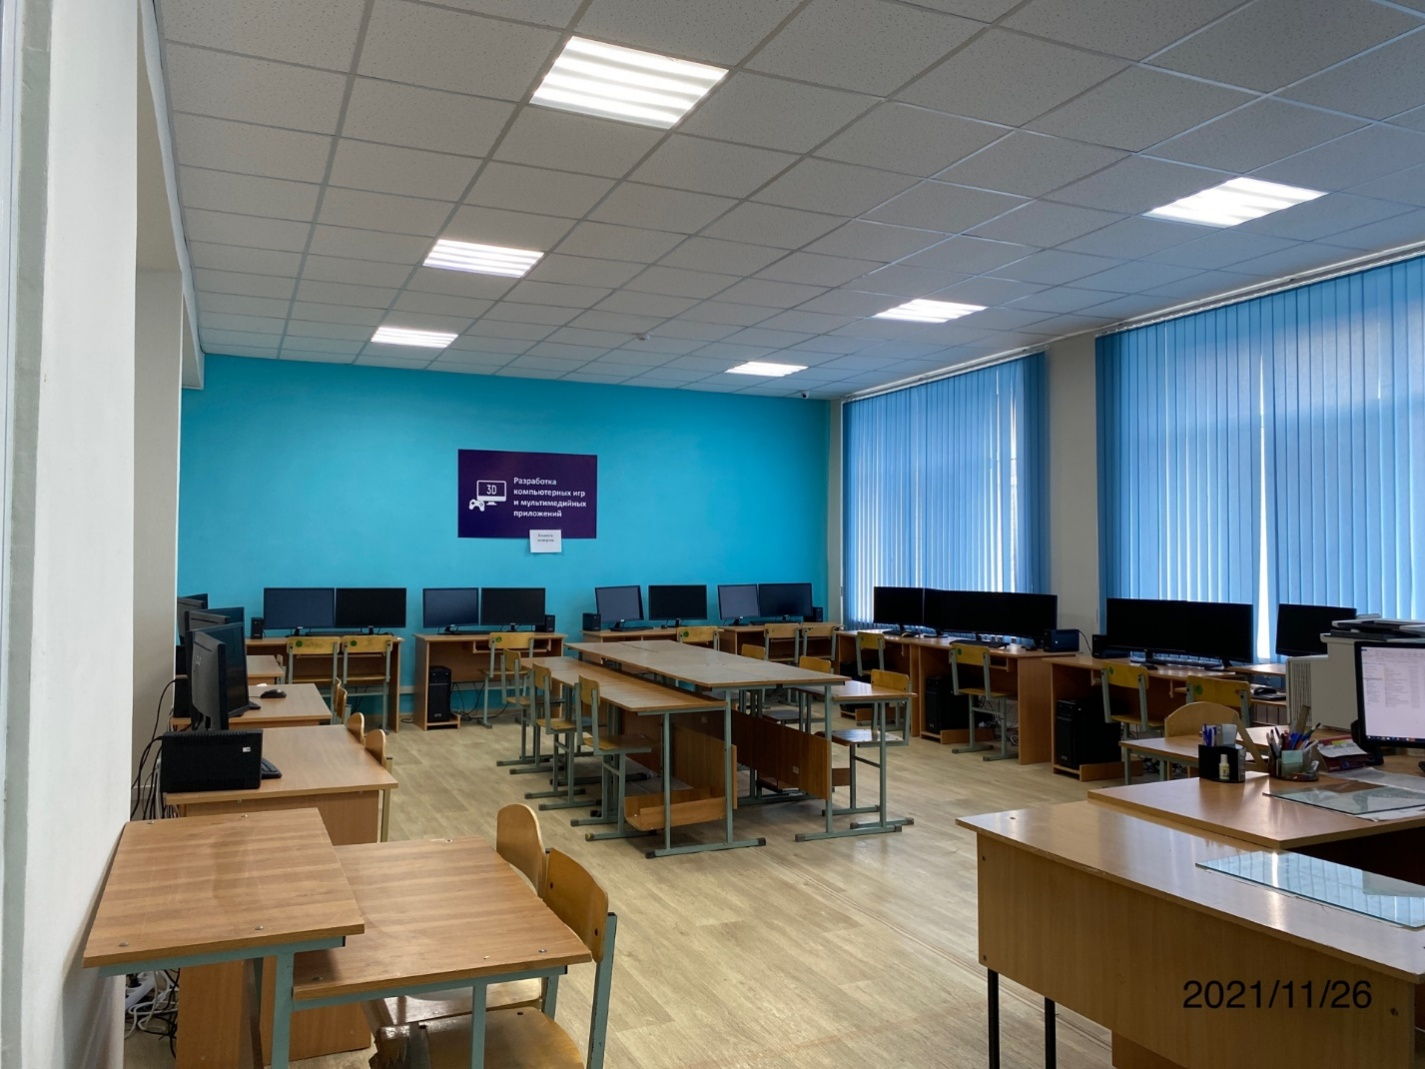 3D
Разработка
компьютерных игр
и мультимедийных
приложений
2021/11/26